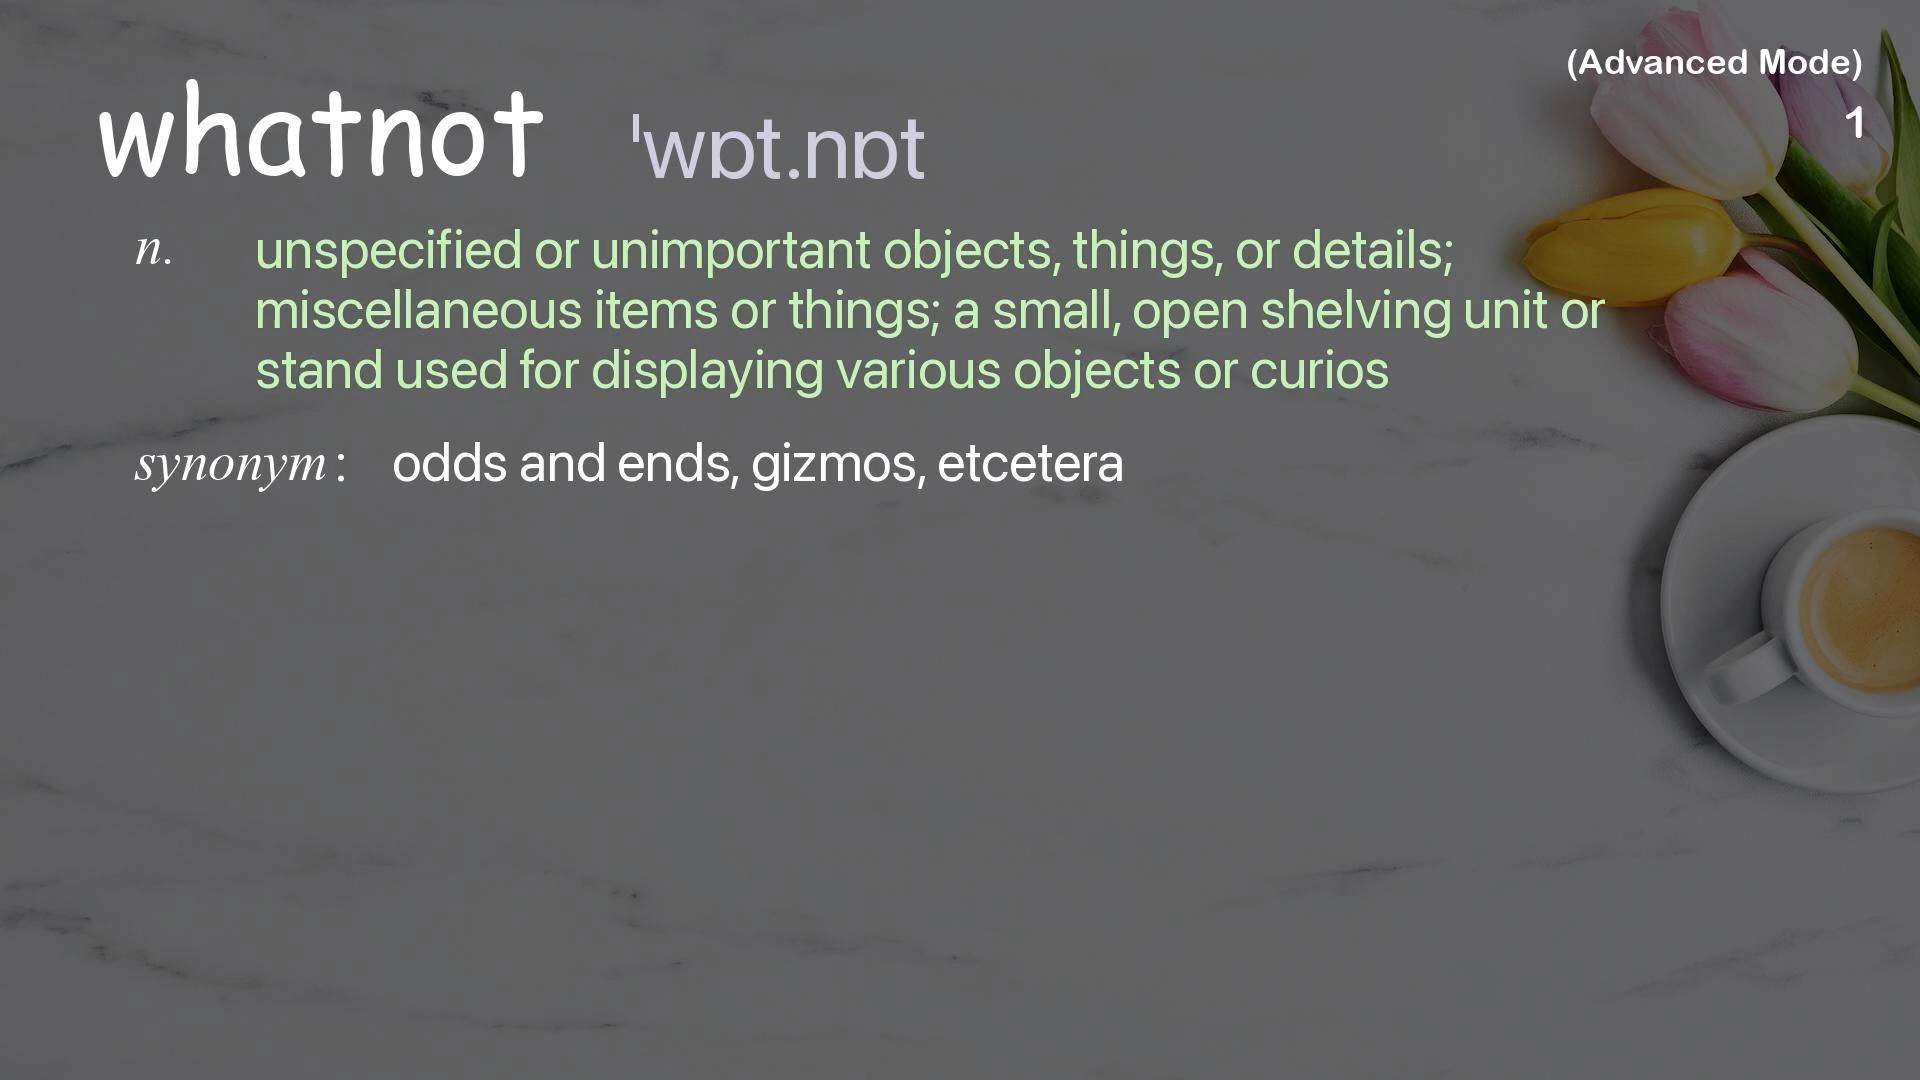 (Advanced Mode)
whatnot ˈwɒt.nɒt
1
n. unspecified or unimportant objects, things, or details;
miscellaneous items or things; a small, open shelving unit or
stand used for displaying various objects or curios
synonym : odds and ends, gizmos, etcetera